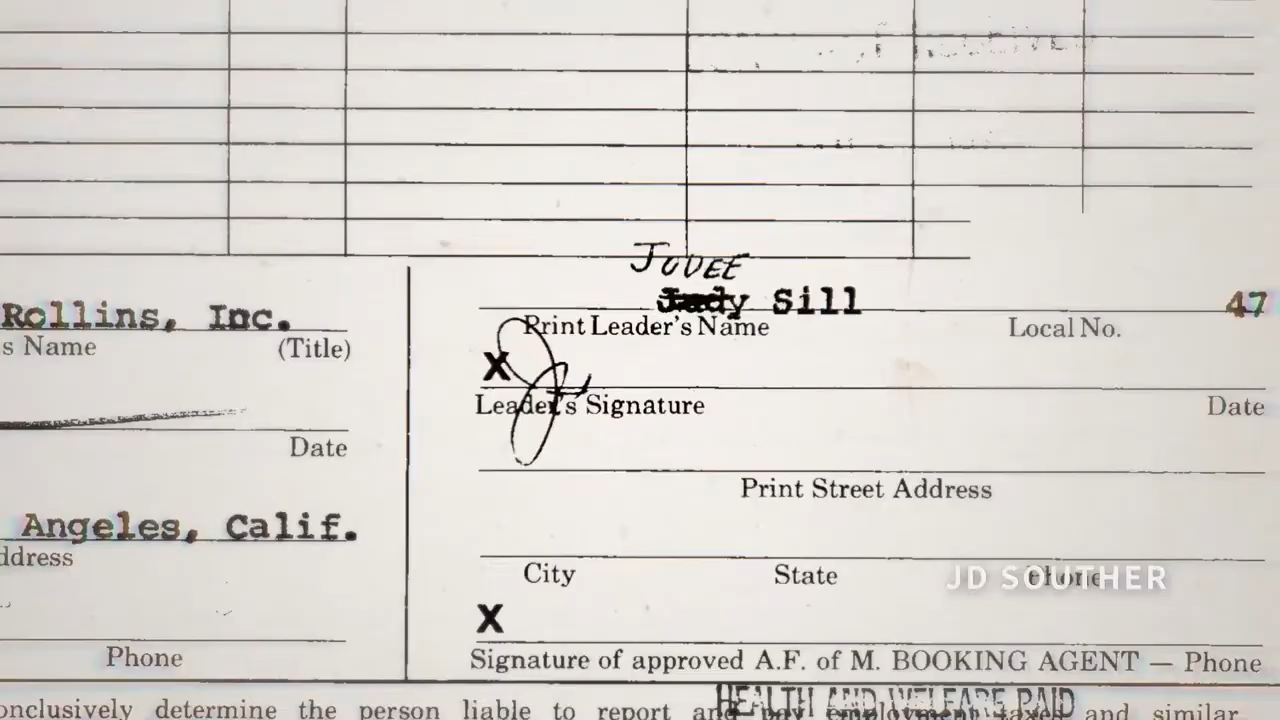 JUDEE
Judy Sill
Rollins, Inc.
47
s Name
(Title)
Print Leader's Name
Local No.
X
Leader's Signature
Date
Date
Print Street Address
Angeles, Calif.
ddress
City
State
Phone
JD SOUTHER
X
Phone
Signature of approved A.F. of M. BOOKING AGENT — Phone
HEALTH AND WELFARE PAID
onclusively determine the person liable to report and pay employment taxes and similar